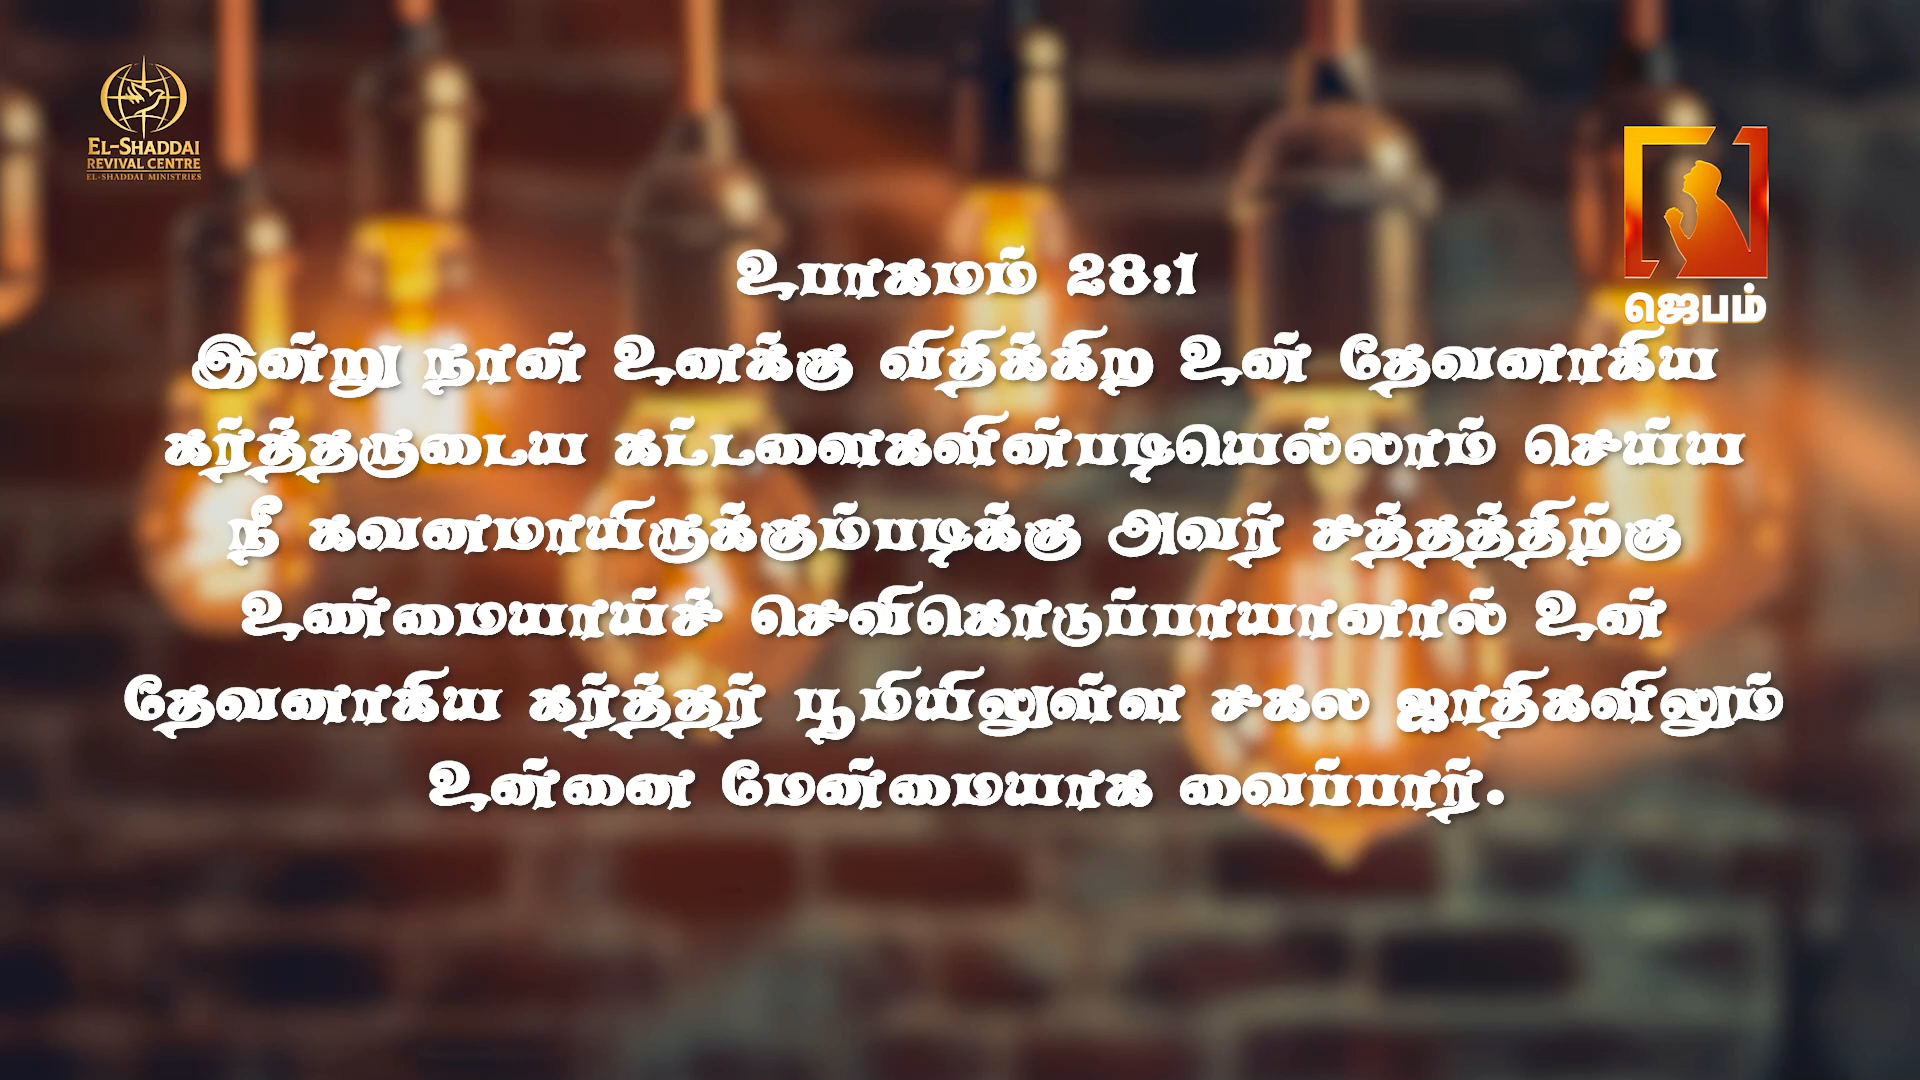 EL-SHADDAI
REVIVAL CENTRE
EL-SHADDAI MINISTRIES
ஜெபம்
உபாகமம் 28:1
இன்று நான் உனக்கு விதிக்கிற உன் தேவனாகிய
கர்த்தருடைய கட்டளைகளின்படியெல்லாம் செய்ய
நீ கவனமாயிருக்கும்படிக்கு அவர் சத்தத்திற்கு
உண்மையாய்ச் செவிகொடுப்பாயானால் உன்
தேவனாகிய கர்த்தர் பூமியிலுள்ள சகல ஜாதிகளிலும்
உன்னை மேன்மையாக வைப்பார்.